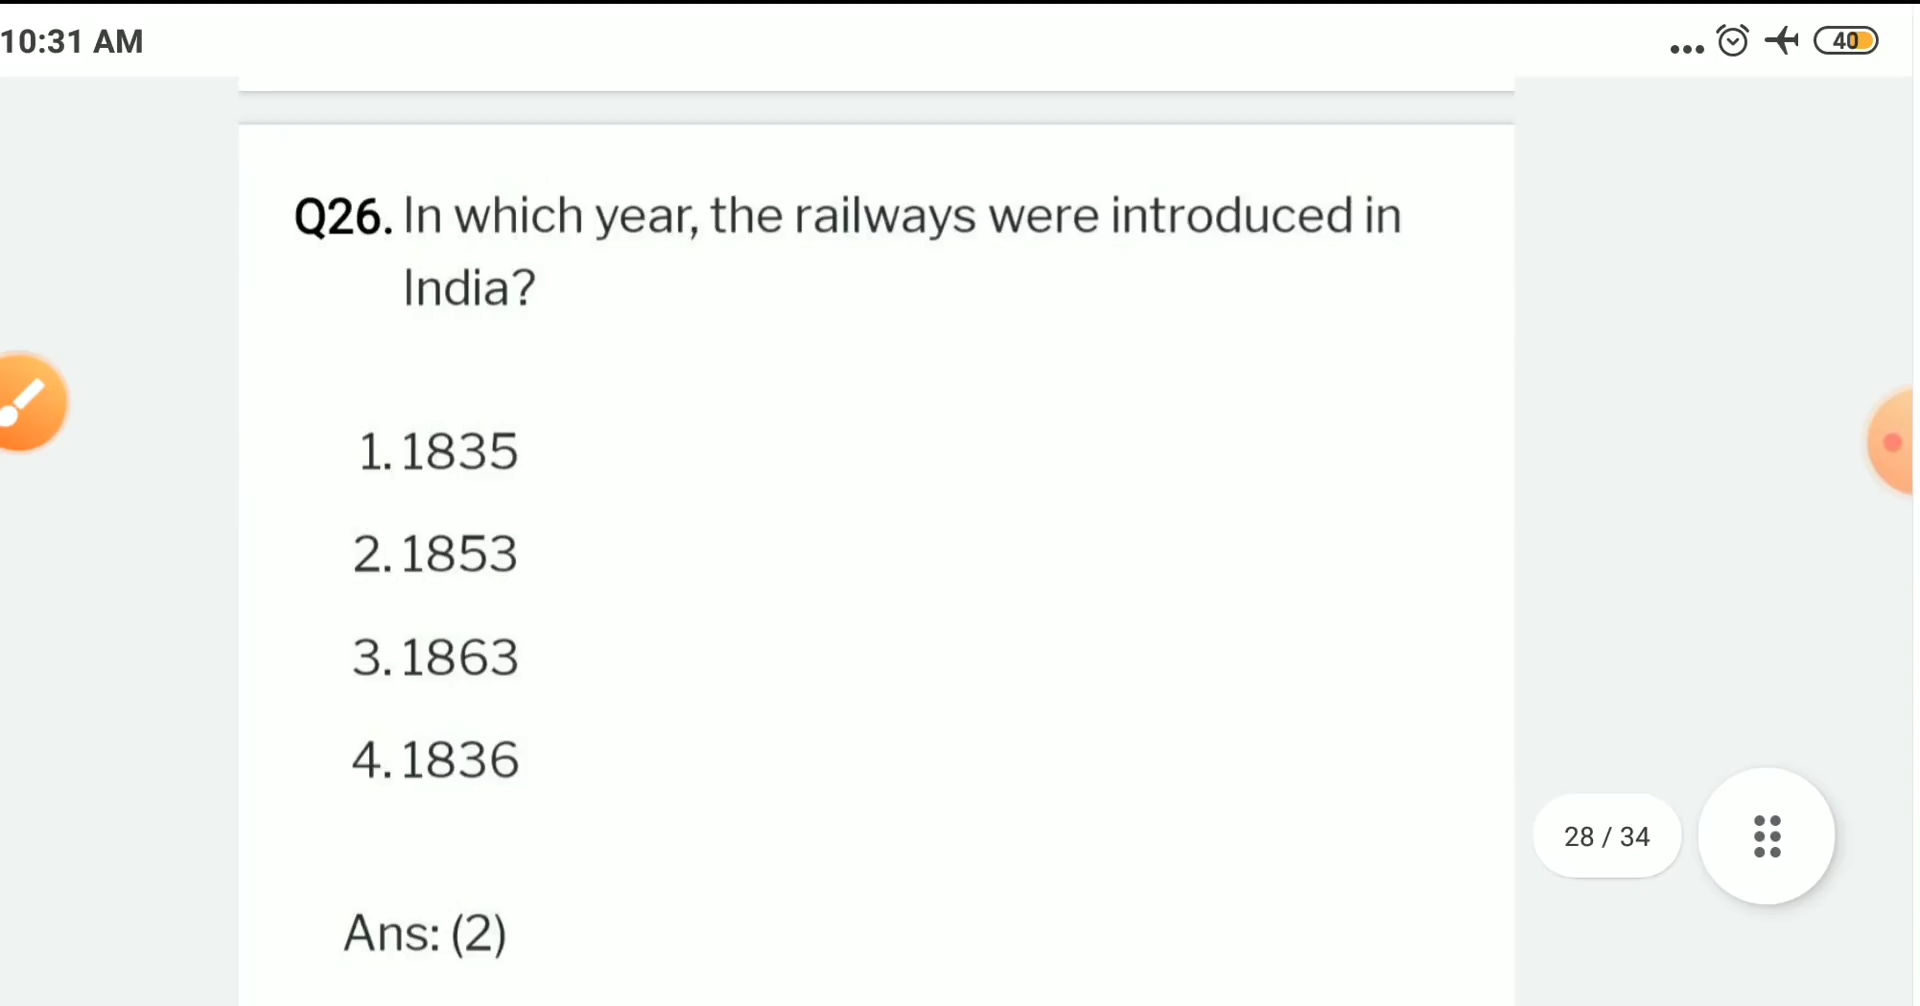 10:31 AM
40
Q26. In which year, the railways were introduced in
India?
1. 1835
2. 1853
3. 1863
4. 1836
28 / 34
Ans: (2)